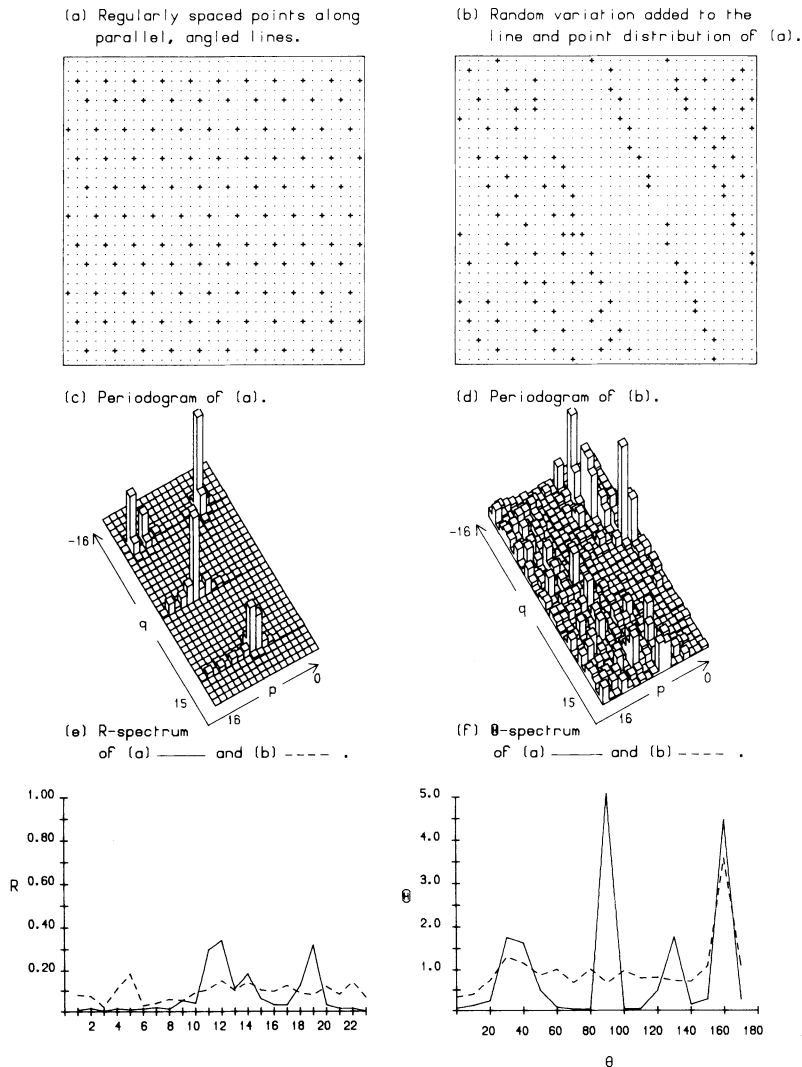 (a) Regularly spaced points along
parallel, angled lines.
(b) Random variation added to the
line and point distribution of (a).
(c) Periodogram of (a).
-16
q
15
16
p
0
(d) Periodogram of (b).
-16
q
15
16
p
0
(e) R-spectrum
of (a) ——— and (b) ---- .
1.00
0.80
0.60
R
0.40
0.20
2 4 6 8 10 12 14 16 18 20 22
(f) Θ-spectrum
of (a) ——— and (b) ---- .
5.0
4.0
3.0
Θ
2.0
1.0
20 40 60 80 100 120 140 160 180
θ